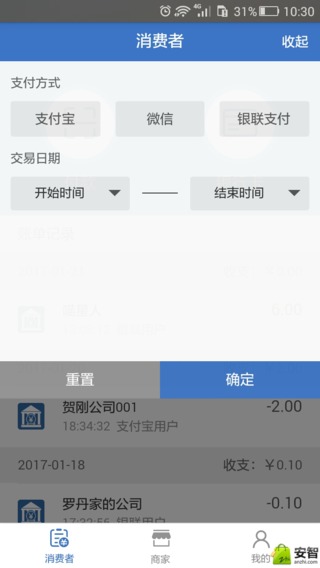 4G 31% 10:30
消费者 收起
支付方式
支付宝 微信 银联支付
交易日期
开始时间 结束时间
重置 确定
贺刚公司001 -2.00
18:34:32 支付宝用户
2017-01-18 收支：￥0.10
罗丹家的公司 -0.10
17:32:56 银联用户
消费者 商家 我的
安智
anzhi.com